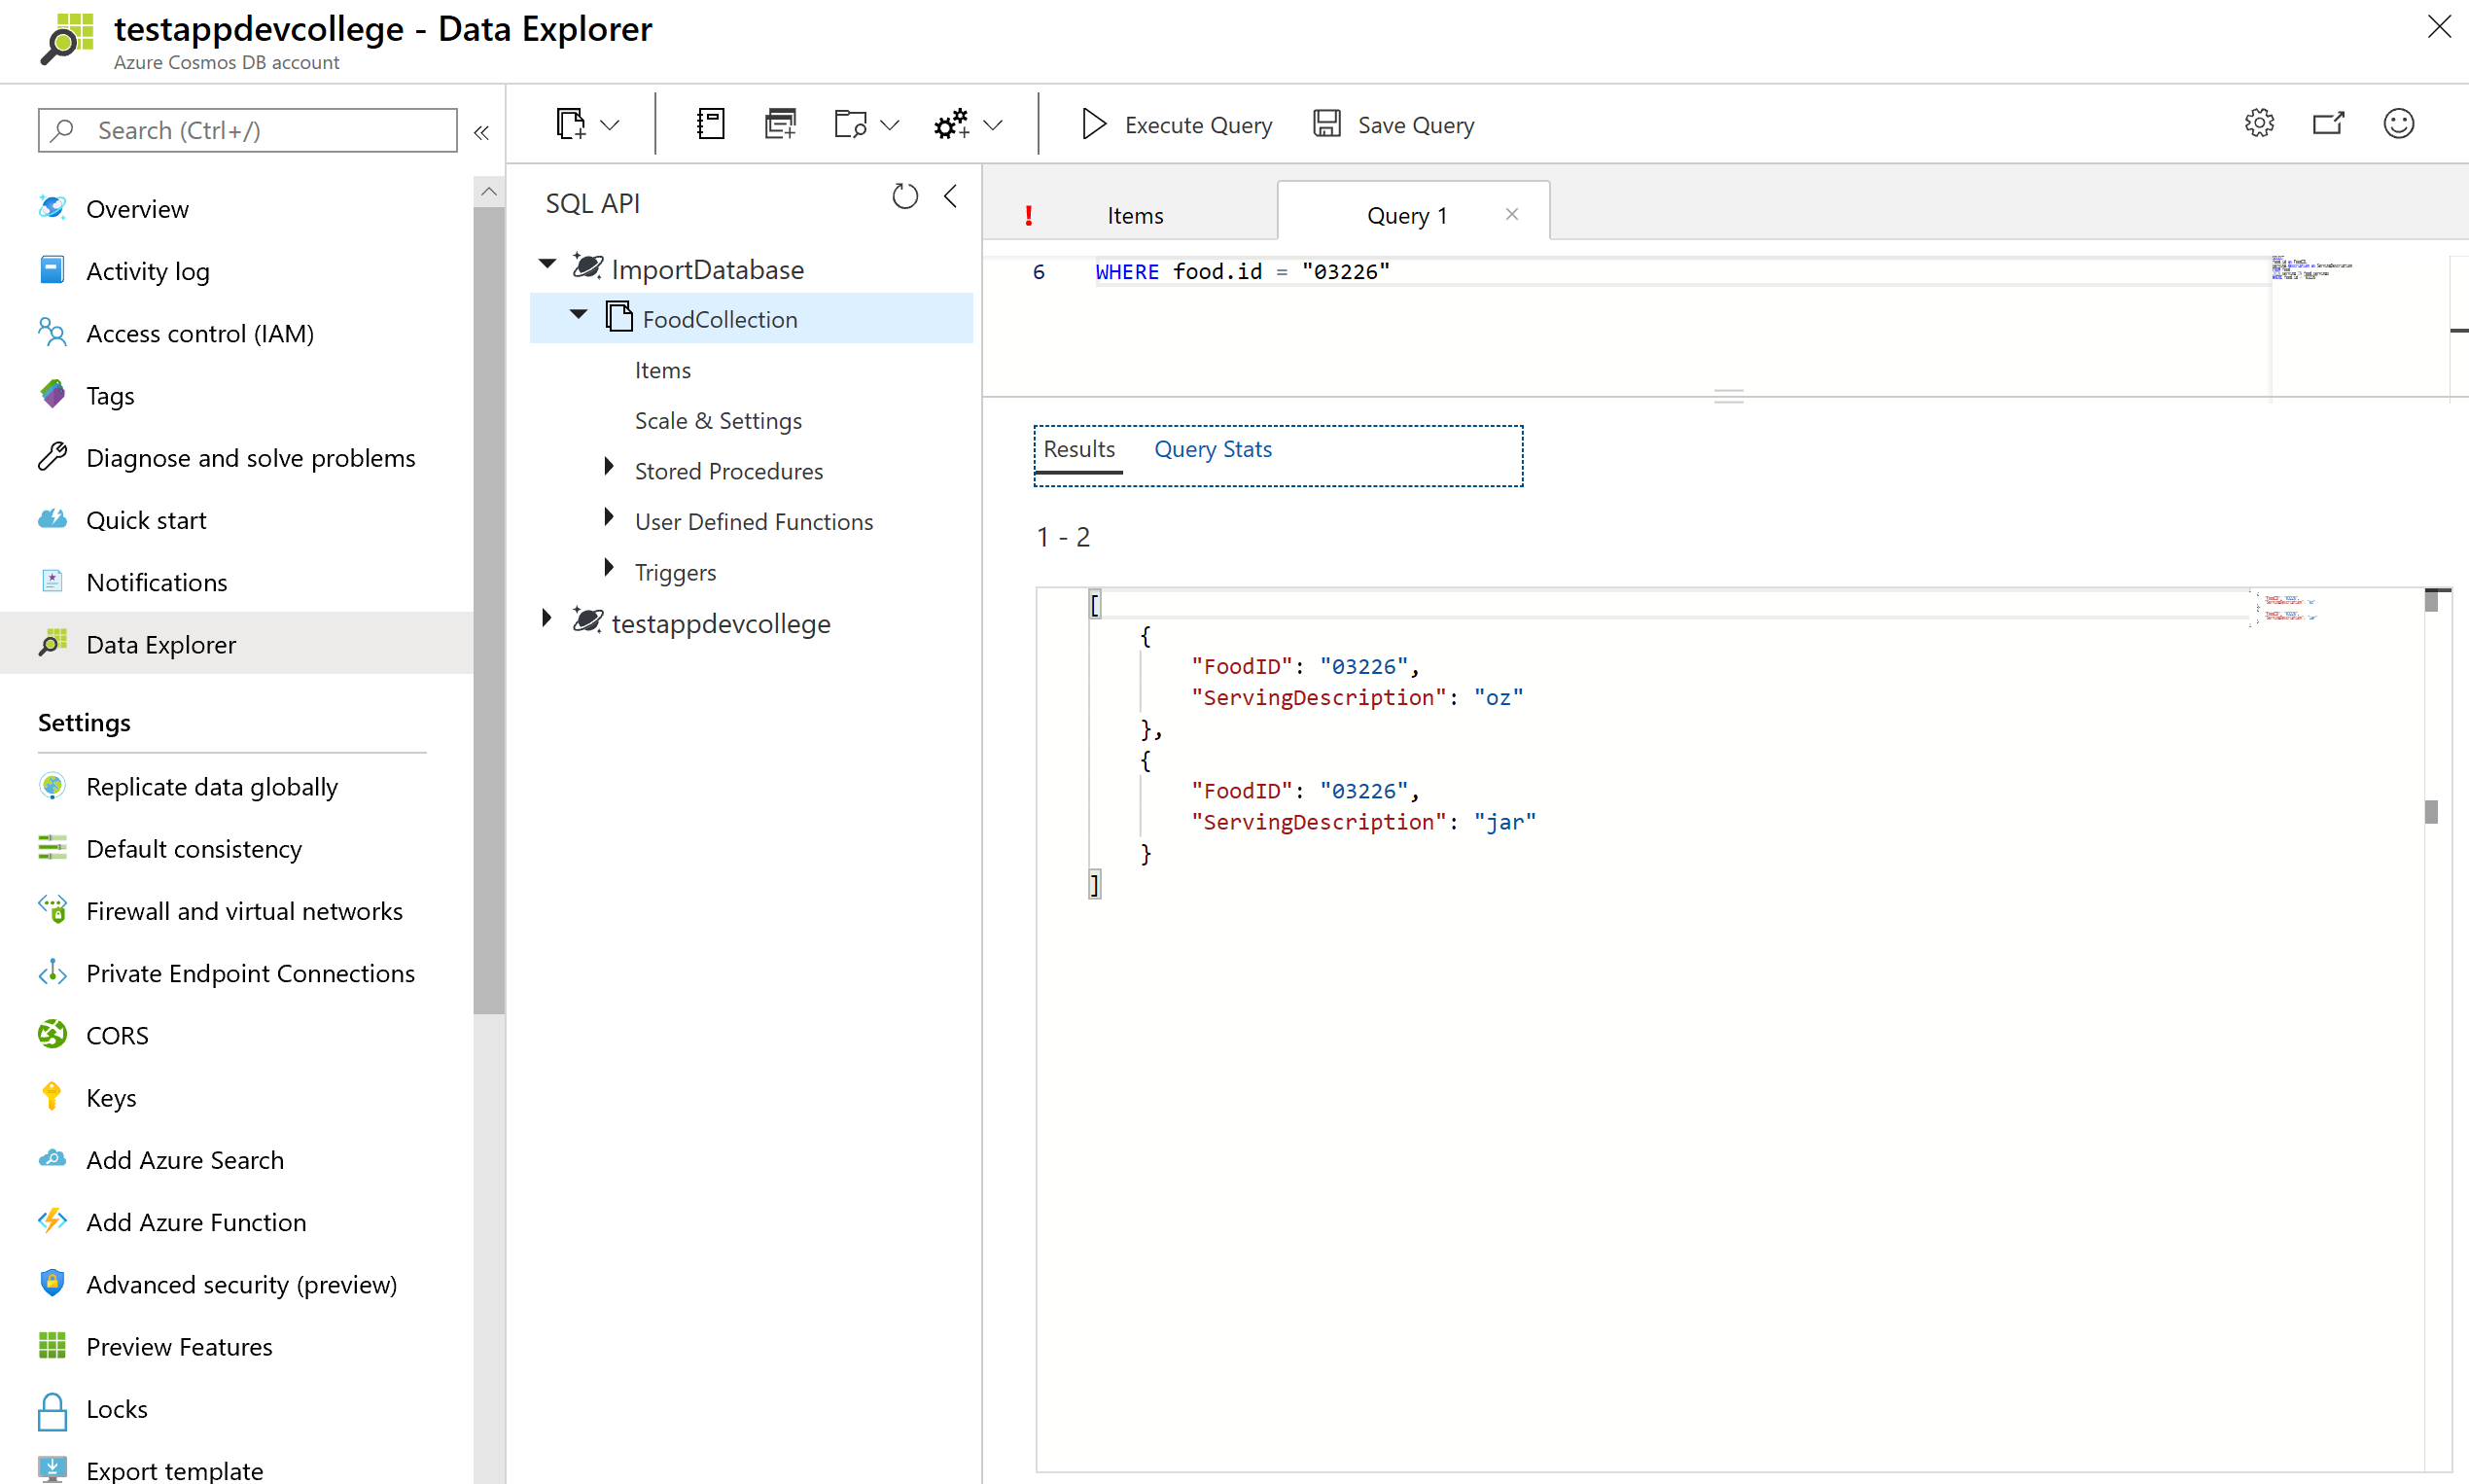 testappdevcollege - Data Explorer
Azure Cosmos DB account
Search (Ctrl+/)
«
Overview
Activity log
Access control (IAM)
Tags
Diagnose and solve problems
Quick start
Notifications
Data Explorer
Settings
Replicate data globally
Default consistency
Firewall and virtual networks
Private Endpoint Connections
CORS
Keys
Add Azure Search
Add Azure Function
Advanced security (preview)
Preview Features
Locks
Export template
Execute Query
Save Query
SQL API
ImportDatabase
FoodCollection
Items
Scale & Settings
Stored Procedures
User Defined Functions
Triggers
testappdevcollege
! Items
Query 1
6 WHERE food.id = "03226"
Results Query Stats
1 - 2
[
{
"FoodID": "03226",
"ServingDescription": "oz"
},
{
"FoodID": "03226",
"ServingDescription": "jar"
}
]